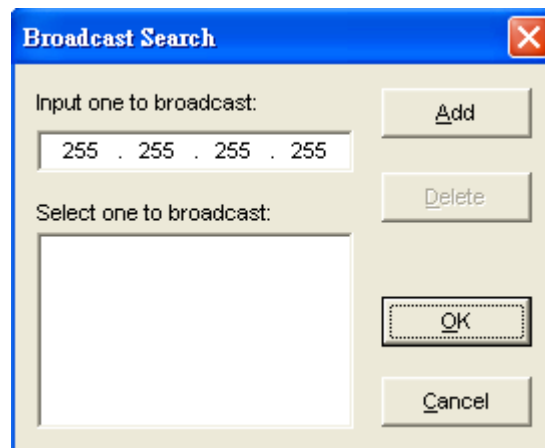 Broadcast Search
Input one to broadcast:
Add
255 . 255 . 255 . 255
Delete
Select one to broadcast:
OK
Cancel